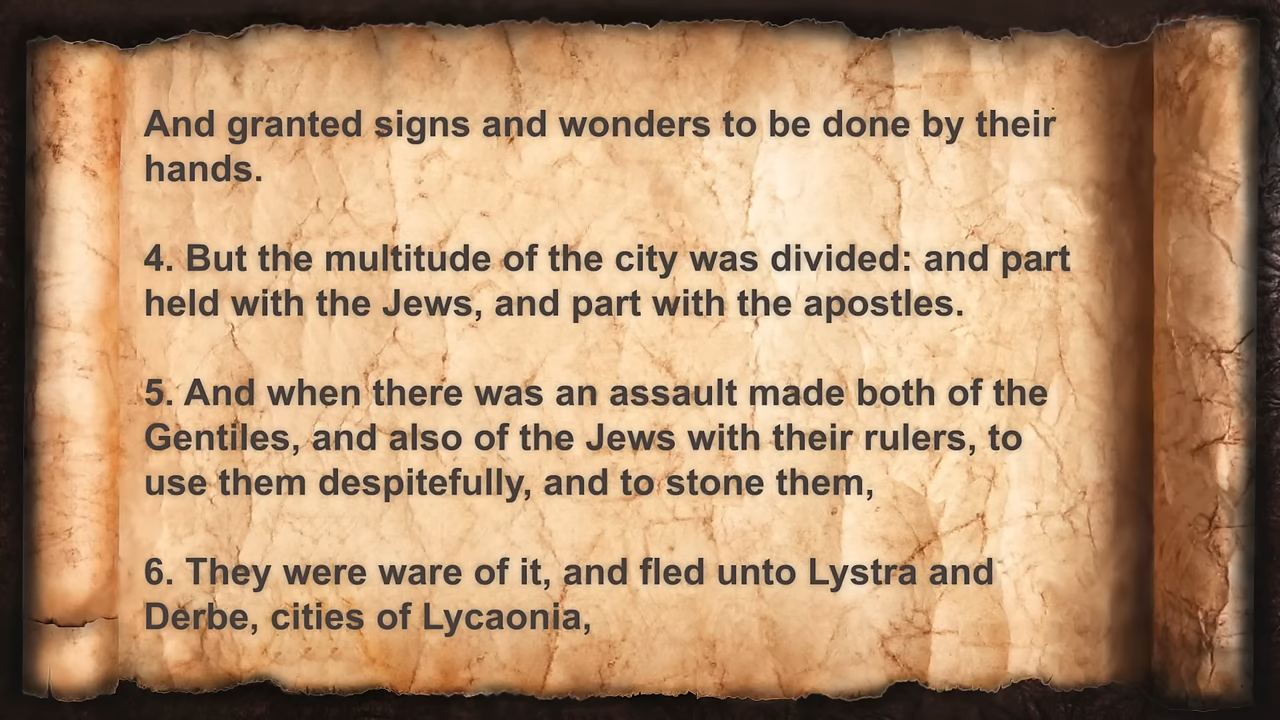 And granted signs and wonders to be done by their
hands.
4. But the multitude of the city was divided: and part
held with the Jews, and part with the apostles.
5. And when there was an assault made both of the
Gentiles, and also of the Jews with their rulers, to
use them despitefully, and to stone them,
6. They were ware of it, and fled unto Lystra and
Derbe, cities of Lycaonia,